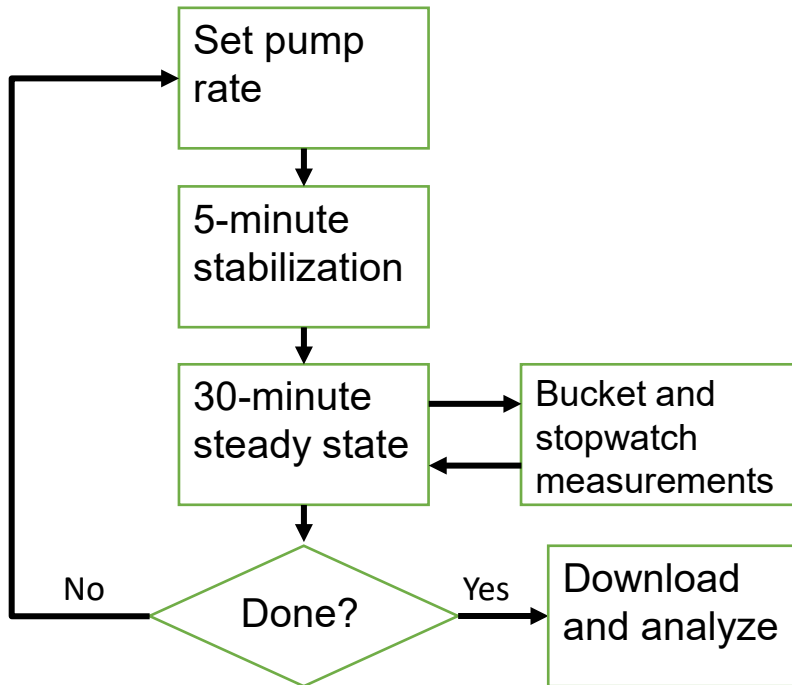 Set pump
rate
5-minute
stabilization
30-minute
steady state
Bucket and
stopwatch
measurements
No
Done?
Yes
Download
and analyze